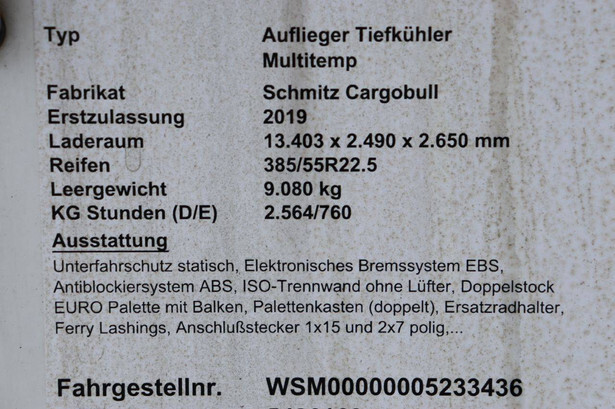 Typ Auflieger Tiefkühler
Multitemp
Fabrikat Schmitz Cargobull
Erstzulassung 2019
Laderaum 13.403 x 2.490 x 2.650 mm
Reifen 385/55R22.5
Leergewicht 9.080 kg
KG Stunden (D/E) 2.564/760
Ausstattung
Unterfahrschutz statisch, Elektronisches Bremssystem EBS,
Antiblockiersystem ABS, ISO-Trennwand ohne Lüfter, Doppelstock
EURO Palette mit Balken, Palettenkasten (doppelt), Ersatzradhalter,
Ferry Lashings, Anschlußstecker 1x15 und 2x7 polig,...
Fahrgestellnr. WSM00000005233436